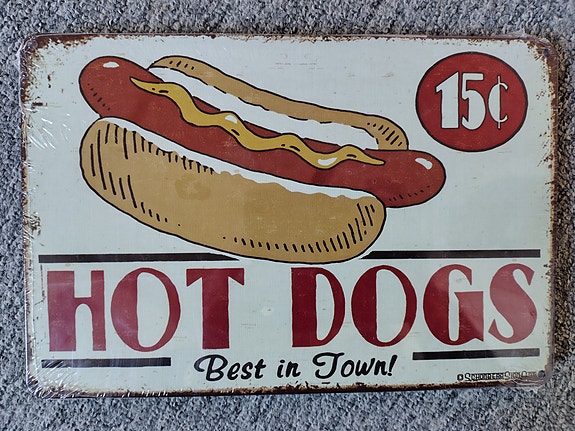 15¢
HOT DOGS
Best in Town!